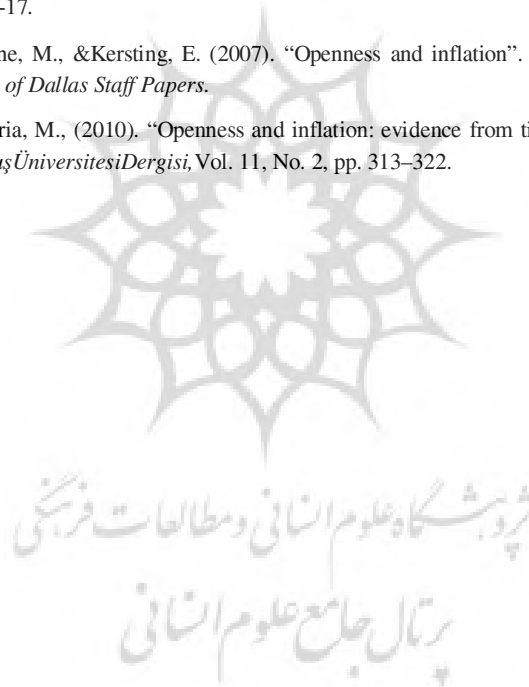 -17.
ne, M., &Kersting, E. (2007). “Openness and inflation”.
of Dallas Staff Papers.
ria, M., (2010). “Openness and inflation: evidence from ti
ışÜniversitesiDergisi, Vol. 11, No. 2, pp. 313–322.
پژوهشگاه علوم انسانی و مطالعات فرهنگی
پرتال جامع علوم انسانی